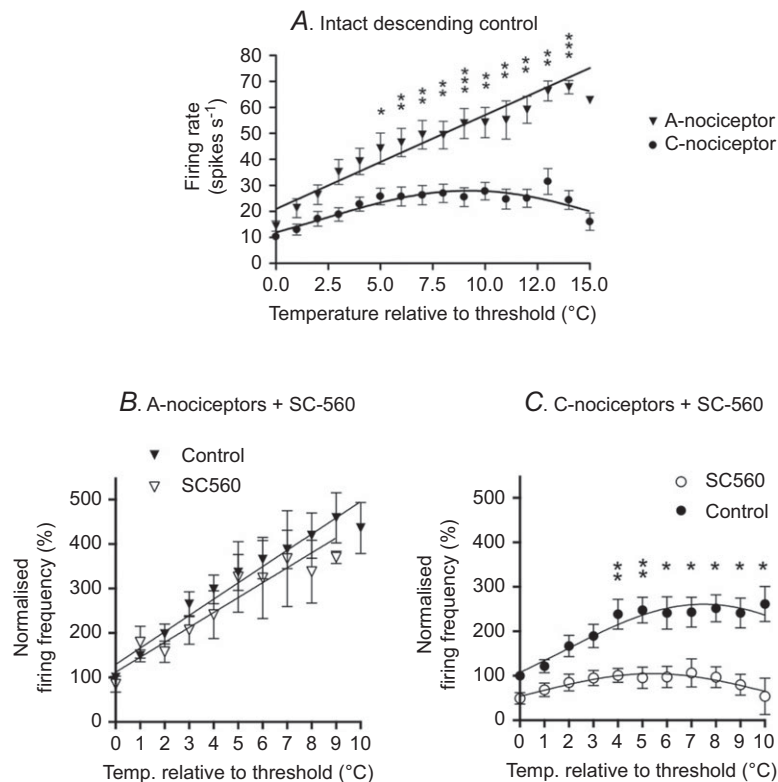 A. Intact descending control
80
70
60
50
40
30
20
10
0
Firing rate
(spikes s⁻¹)
* ** ** ** *** ** ** ** ** ***
A-nociceptor
C-nociceptor
0.0 2.5 5.0 7.5 10.0 12.0 15.0
Temperature relative to threshold (°C)
B. A-nociceptors + SC-560
Control
SC560
500
400
300
200
100
0
Normalised
firing frequency (%)
0 1 2 3 4 5 6 7 8 9 10
Temp. relative to threshold (°C)
C. C-nociceptors + SC-560
SC560
Control
500
400
300
200
100
0
Normalised
firing frequency (%)
** ** * * * * *
0 1 2 3 4 5 6 7 8 9 10
Temp. relative to threshold (°C)